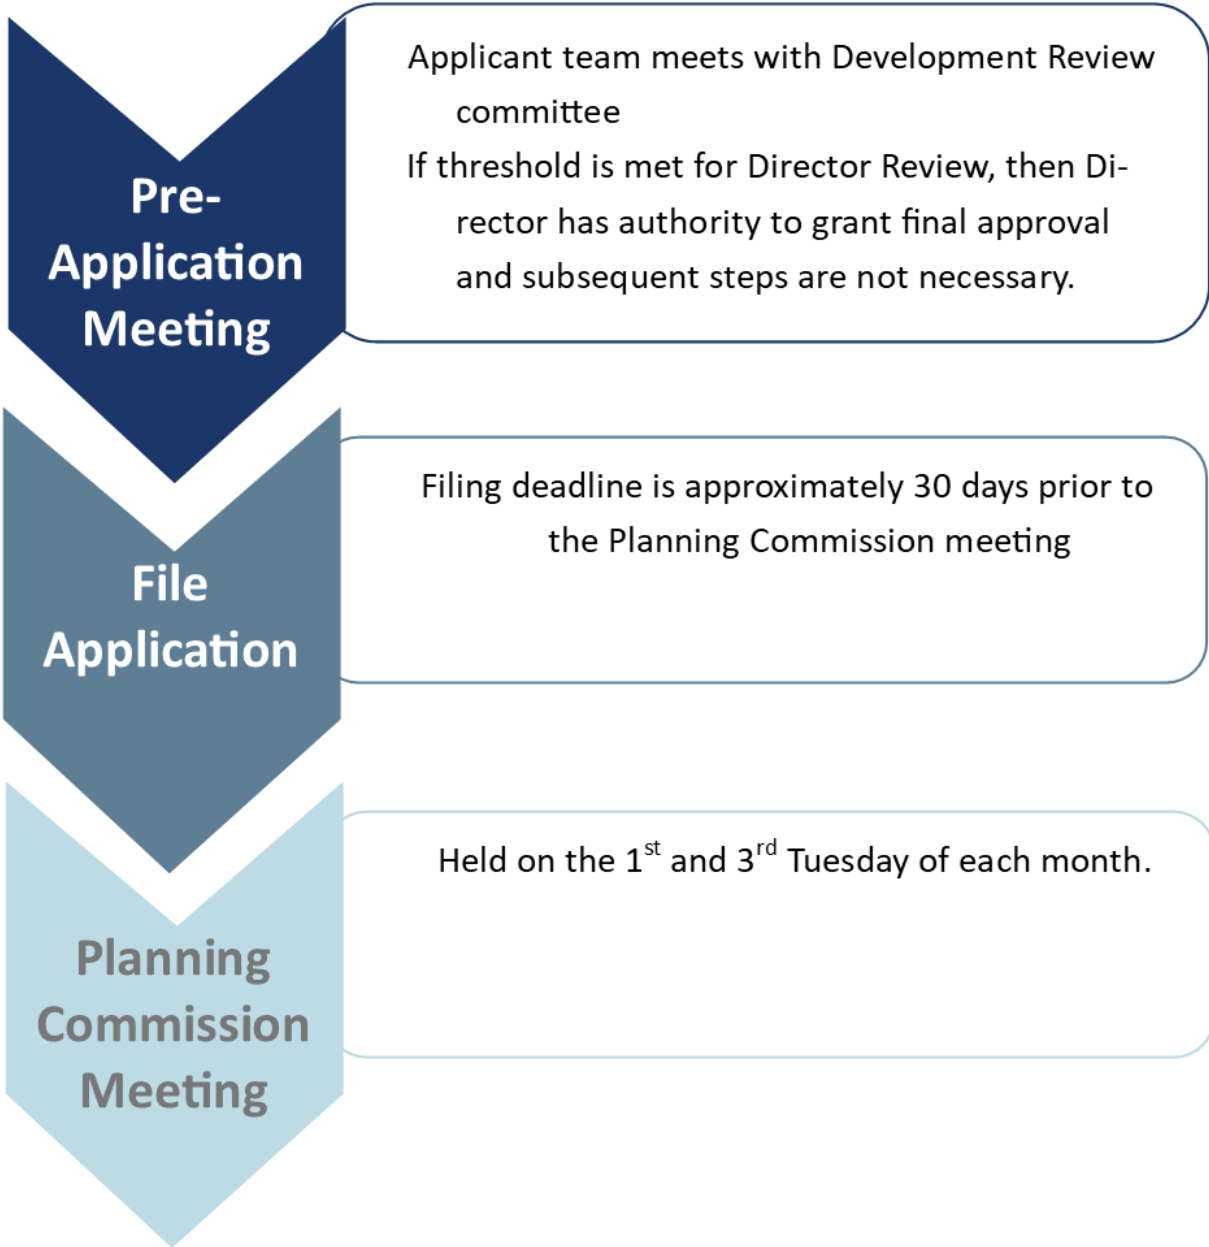 Pre-
Application
Meeting
Applicant team meets with Development Review
committee
If threshold is met for Director Review, then Di-
rector has authority to grant final approval
and subsequent steps are not necessary.
File
Application
Filing deadline is approximately 30 days prior to
the Planning Commission meeting
Planning
Commission
Meeting
Held on the 1st and 3rd Tuesday of each month.